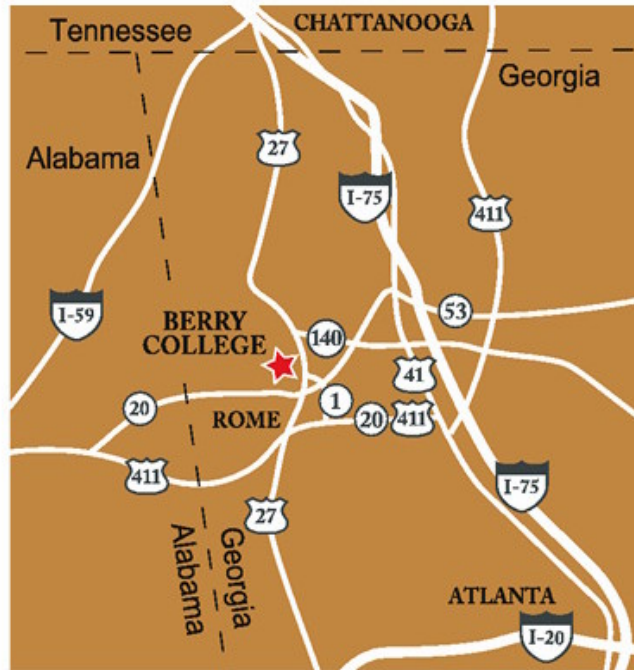 CHATTANOOGA
Tennessee
Georgia
27
Alabama
I-75
411
I-59
BERRY
COLLEGE
53
140
41
1
20
ROME
20
411
411
I-75
27
Georgia
Alabama
ATLANTA
I-20